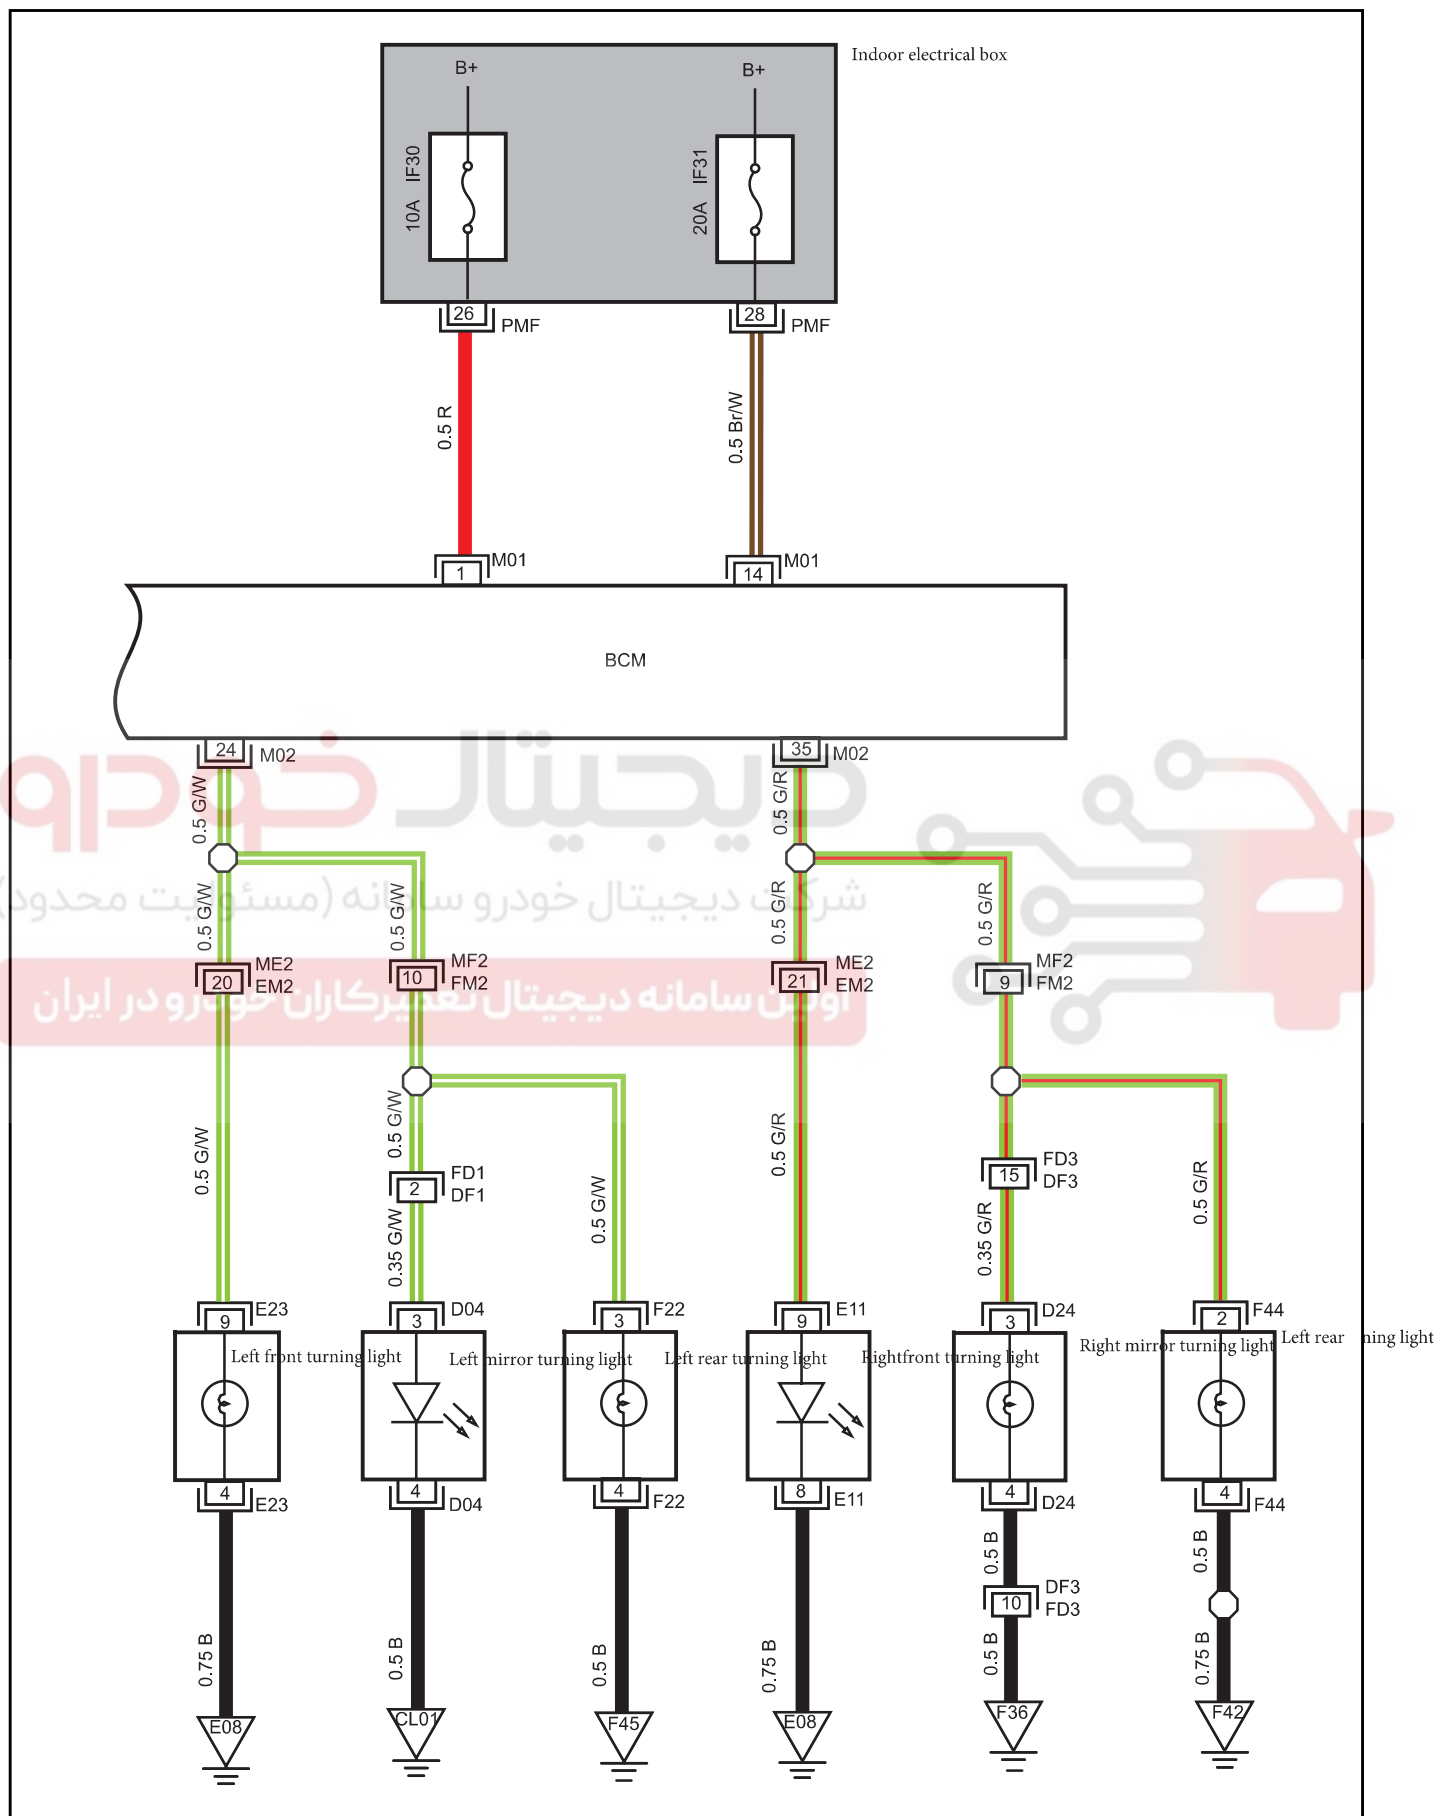 Indoor electrical box
B+
B+
10A IF30
20A IF31
26
PMF
28
PMF
0.5 R
0.5 Br/W
M01
1
M01
14
BCM
24
M02
35
M02
دیجیتال خودرو
0.5 G/W
0.5 G/R
شرکت دیجیتال خودرو سامانه (مسئولیت محدود)
0.5 G/W
0.5 G/W
0.5 G/R
0.5 G/R
20
ME2
EM2
10
MF2
FM2
21
ME2
EM2
9
MF2
FM2
اولین سامانه دیجیتال تعمیرکاران خودرو در ایران
0.5 G/W
0.5 G/W
0.5 G/R
2
FD1
DF1
15
FD3
DF3
0.35 G/W
0.5 G/W
0.35 G/R
0.5 G/R
9
E23
3
D04
3
F22
9
E11
3
D24
2
F44
Left front turning light
Left mirror turning light
Left rear turning light
Rightfront turning light
Right mirror turning light
Left rear ning light
4
E23
4
D04
4
F22
8
E11
4
D24
4
F44
0.5 B
0.5 B
10
DF3
FD3
0.75 B
0.5 B
0.5 B
0.75 B
0.5 B
0.75 B
E08
CL01
F45
E08
F36
F42